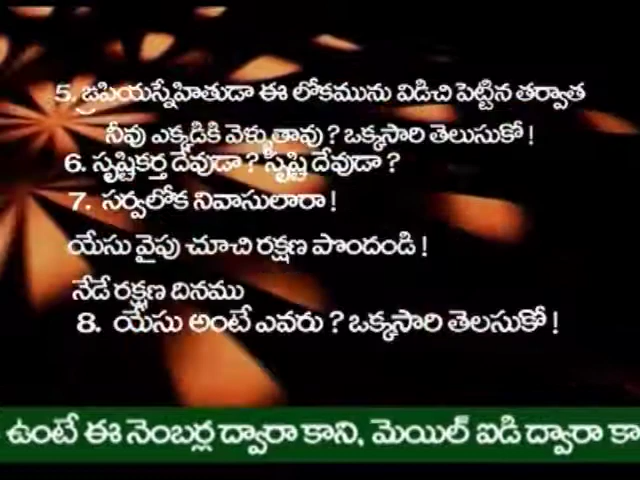 5. ప్రియస్నేహితుడా ఈ లోకమును విడిచి పెట్టిన తర్వాత
నీవు ఎక్కడికి వెళ్ళుతావు? ఒక్కసారి తెలుసుకో!
6. సృష్టికర్త దేవుడా? సృష్టి దేవుడా?
7. సర్వలోక నివాసులారా!
యేసు వైపు చూచి రక్షణ పొందండి!
నేడే రక్షణ దినము
8. యేసు అంటే ఎవరు? ఒక్కసారి తెలసుకో!
ఉంటే ఈ నెంబర్ల ద్వారా కాని, మెయిల్ ఐడి ద్వారా కా